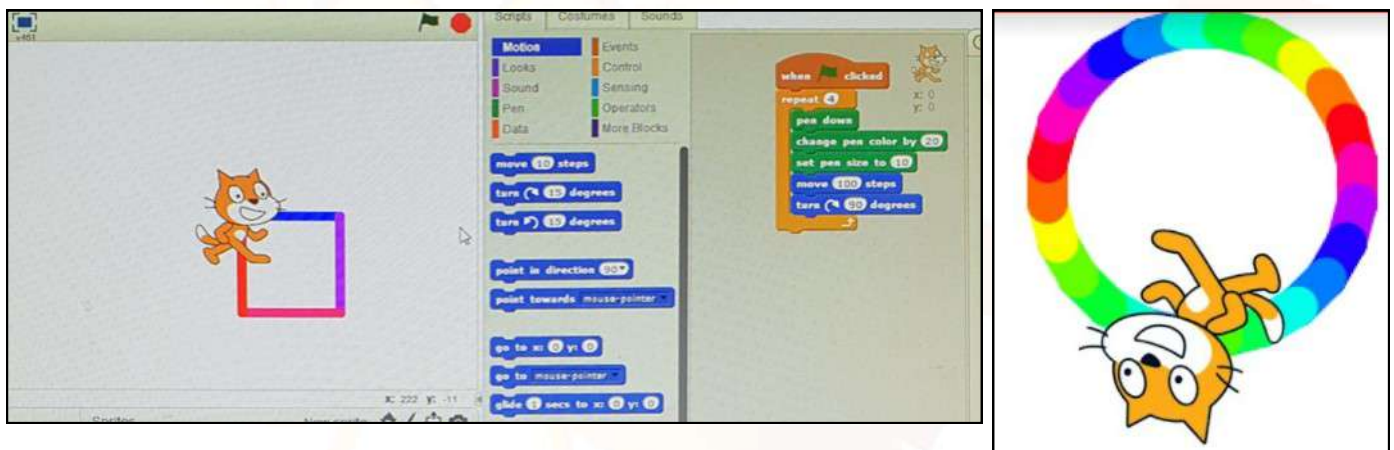 v461
Scripts
Costumes
Sounds
Motion
Events
Looks
Control
Sound
Sensing
Pen
Operators
Data
More Blocks
move 10 steps
turn 15 degrees
turn 15 degrees
point in direction 90
point towards mouse-pointer
go to x: 0 y: 0
go to mouse-pointer
glide 1 secs to x: 0 y: 0
x: 222 y: -11
Sprites
New sprite
when clicked
repeat 4
pen down
change pen color by 20
set pen size to 10
move 100 steps
turn 90 degrees
x: 0
y: 0